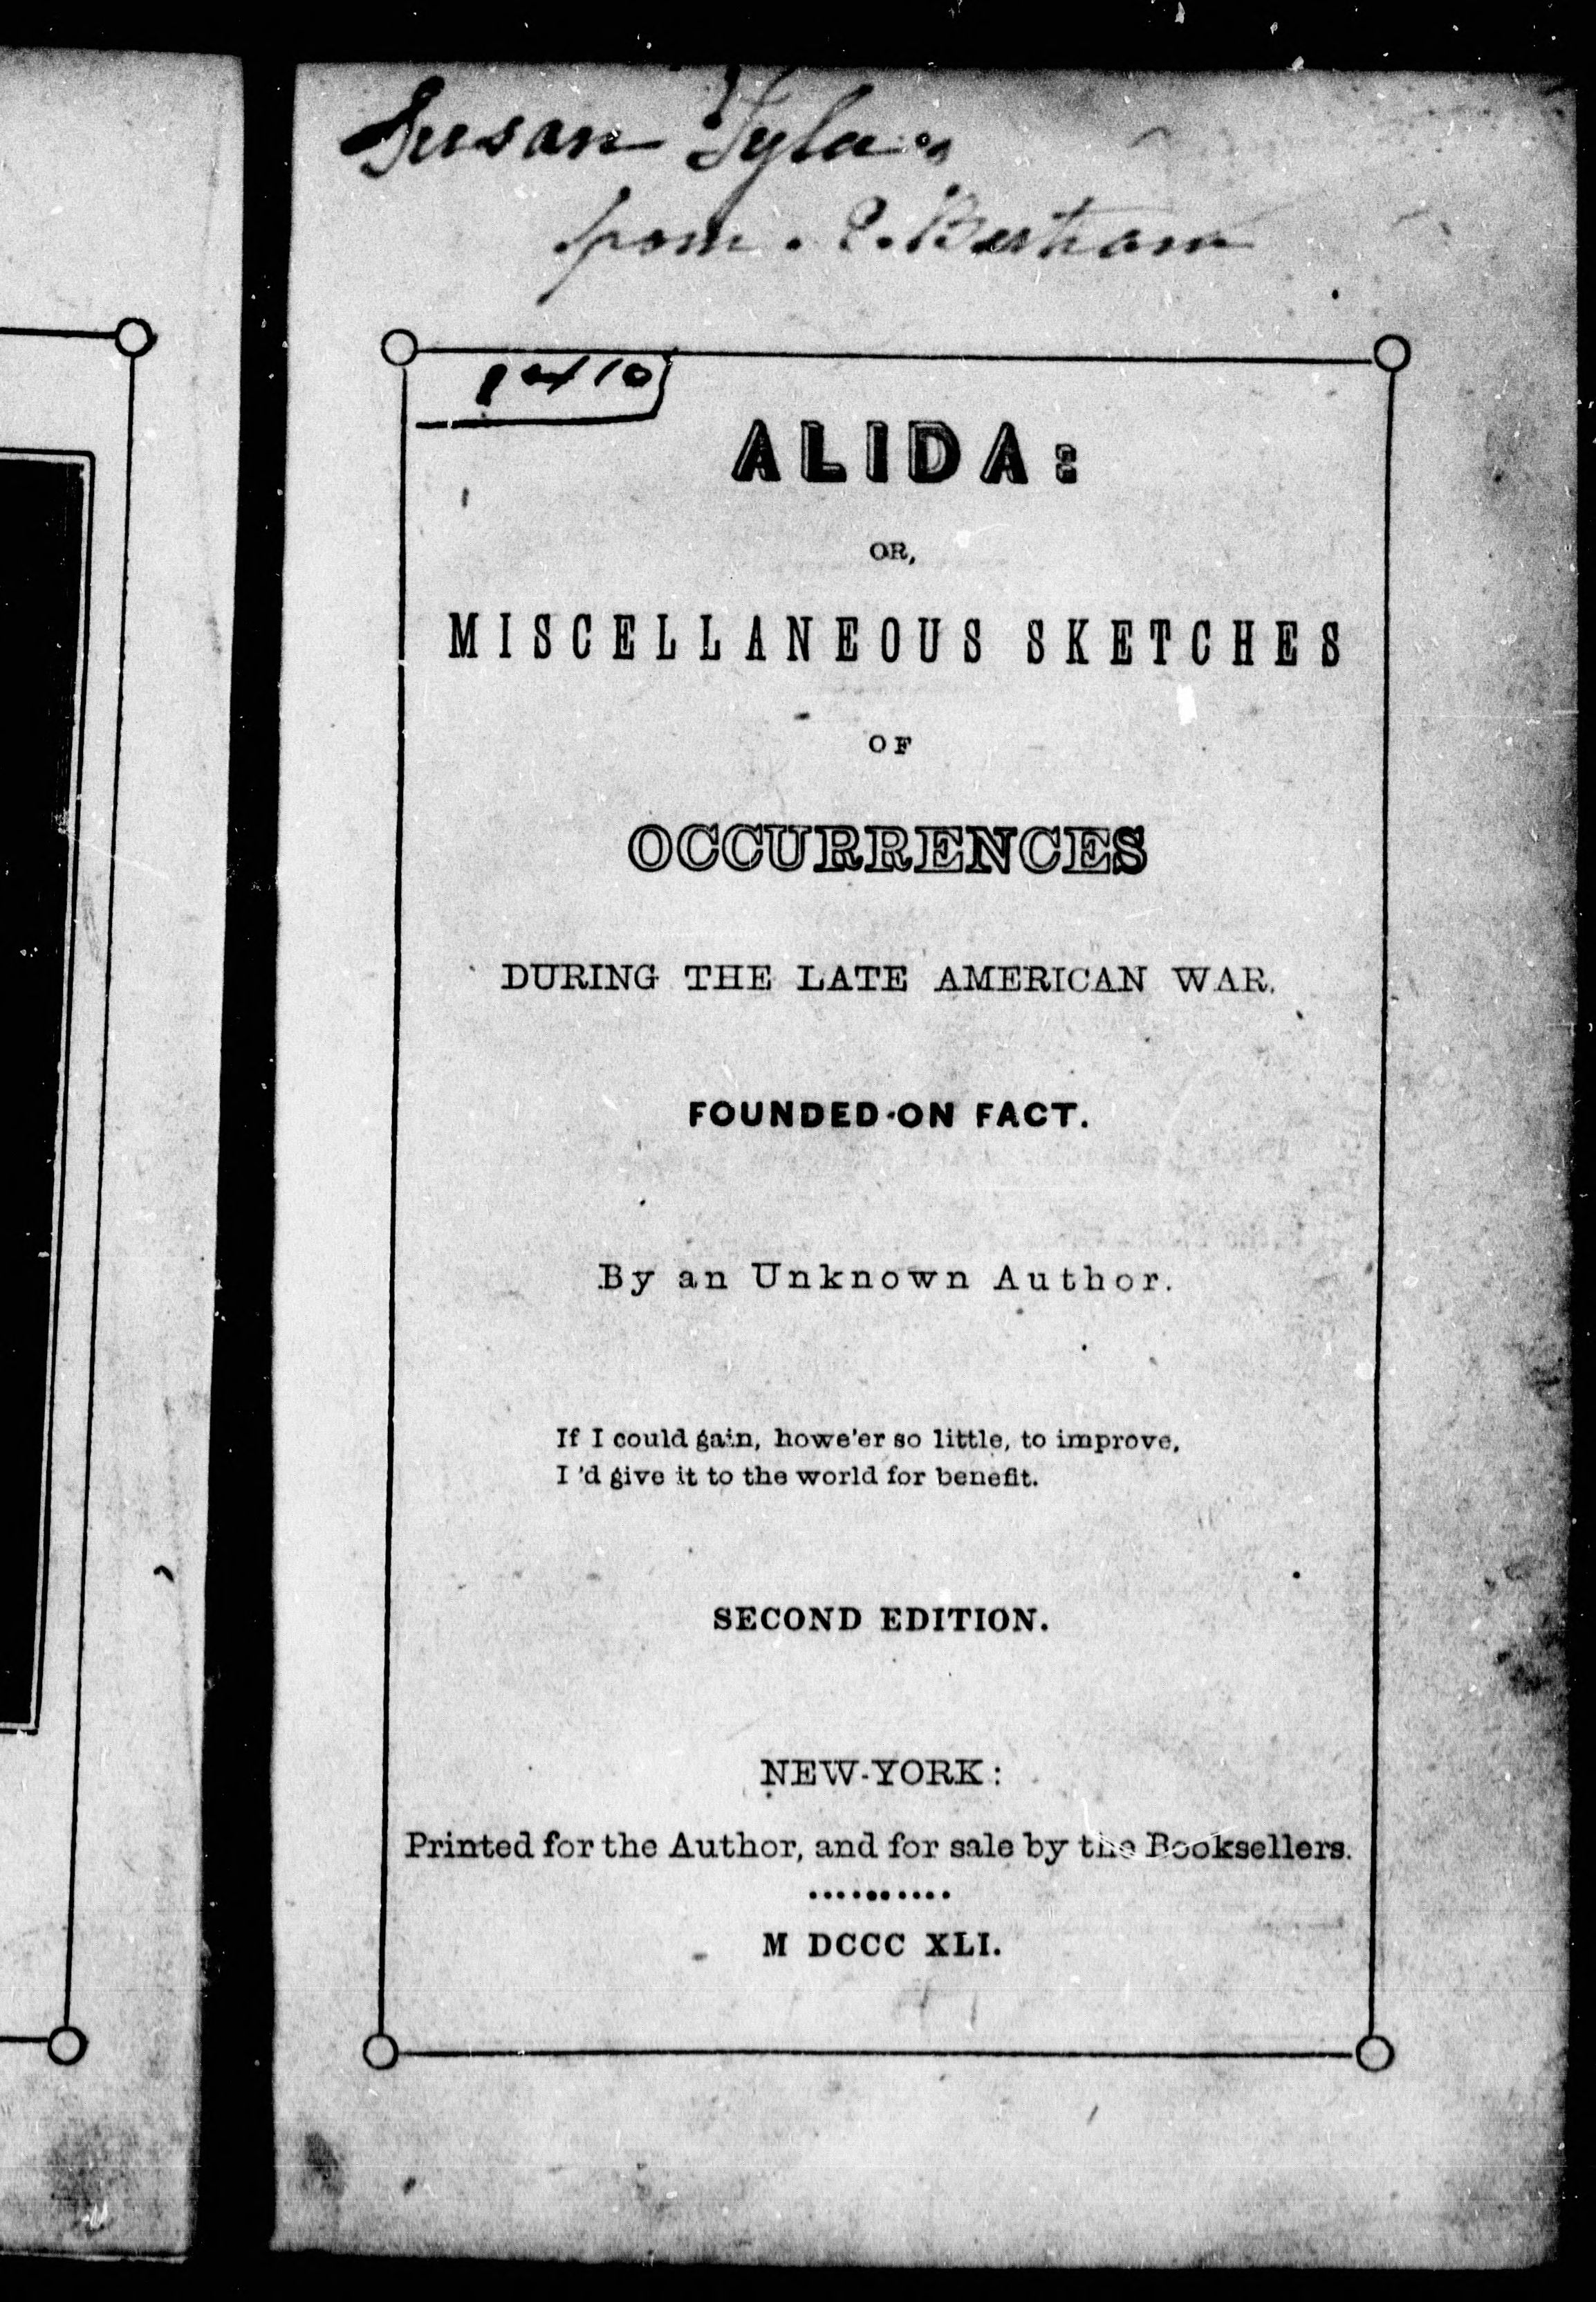 Susan
from
ALIDA:
OR,
MISCELLANEOUS SKETCHES
OF
OCCURRENCES
DURING THE LATE AMERICAN WAR.
FOUNDED ON FACT.
By an Unknown Author.
If I could gain, howe'er so little, to improve,
I 'd give it to the world for benefit.
SECOND EDITION.
NEW-YORK:
Printed for the Author, and for sale by the Booksellers.
M DCCC XLI.